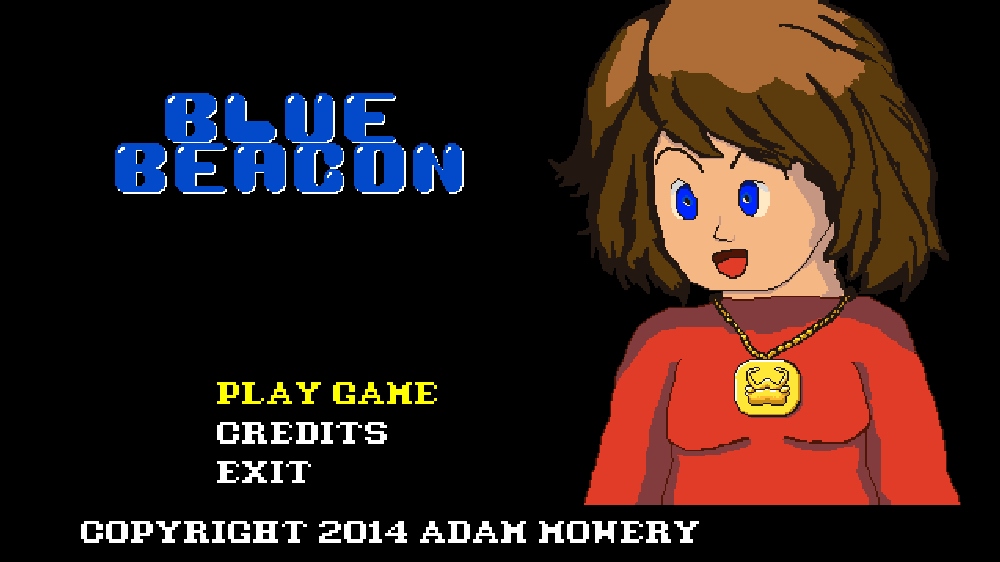 BLUE
BEACON
PLAY GAME
CREDITS
EXIT
COPYRIGHT 2014 ADAM MOWERY